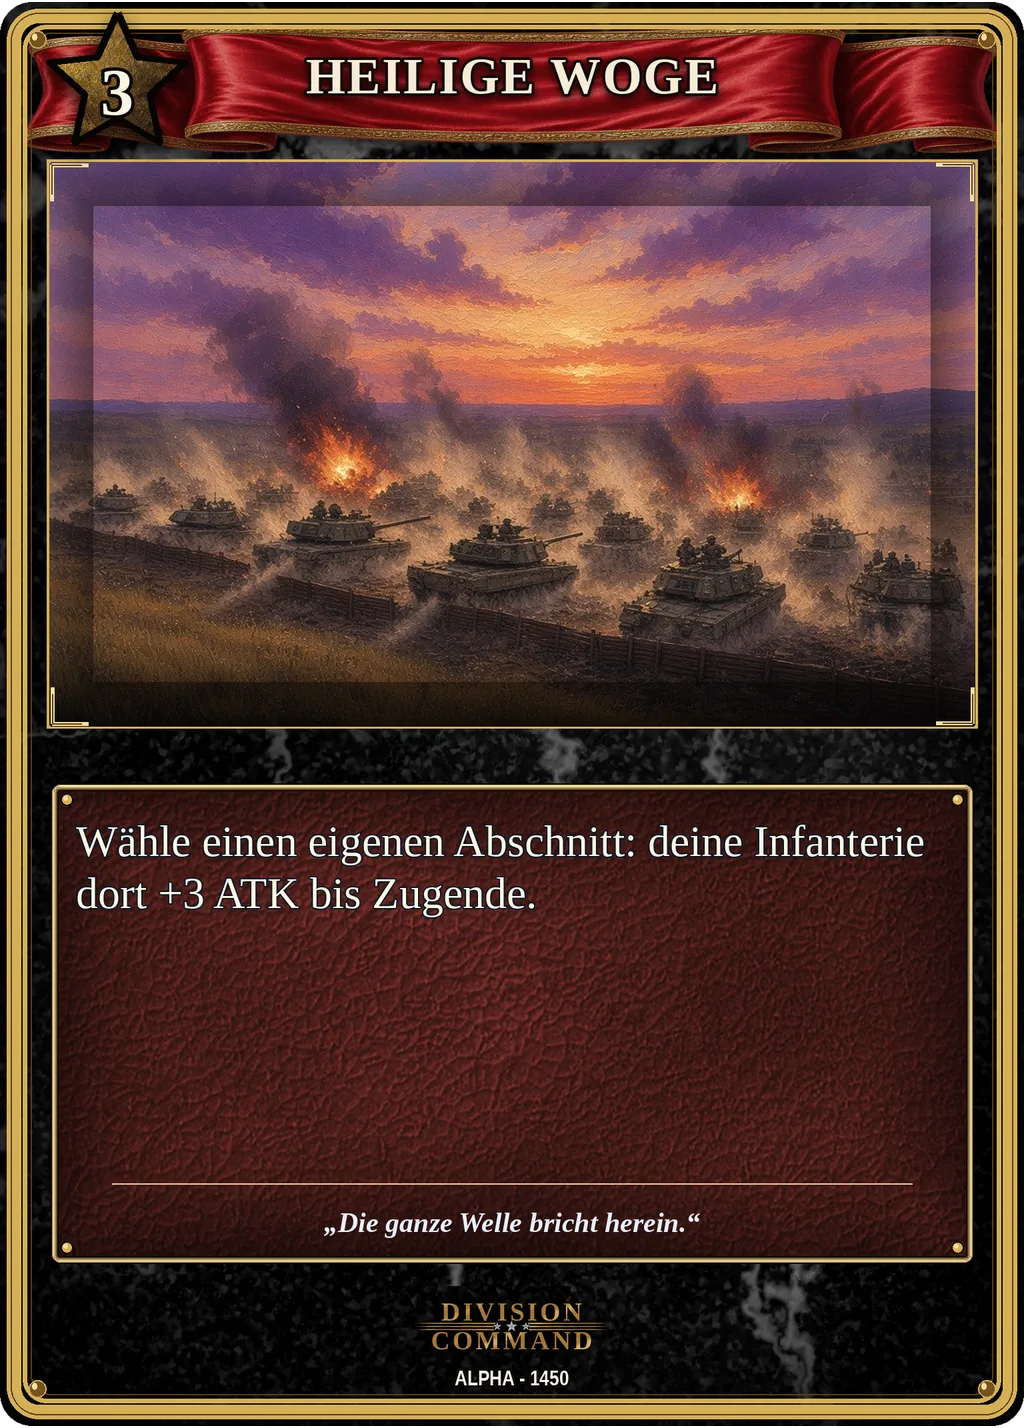 3
HEILIGE WOGE
Wähle einen eigenen Abschnitt: deine Infanterie
dort +3 ATK bis Zugende.
„Die ganze Welle bricht herein.“
DIVISION
COMMAND
ALPHA - 1450